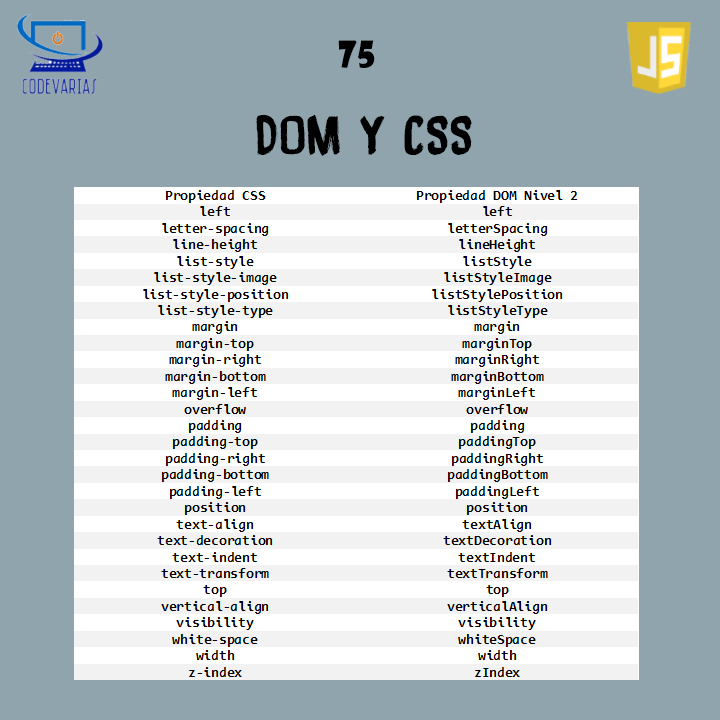 CODEVARIAS
75
JS
DOM Y CSS
Propiedad CSS Propiedad DOM Nivel 2
left left
letter-spacing letterSpacing
line-height lineHeight
list-style listStyle
list-style-image listStyleImage
list-style-position listStylePosition
list-style-type listStyleType
margin margin
margin-top marginTop
margin-right marginRight
margin-bottom marginBottom
margin-left marginLeft
overflow overflow
padding padding
padding-top paddingTop
padding-right paddingRight
padding-bottom paddingBottom
padding-left paddingLeft
position position
text-align textAlign
text-decoration textDecoration
text-indent textIndent
text-transform textTransform
top top
vertical-align verticalAlign
visibility visibility
white-space whiteSpace
width width
z-index zIndex